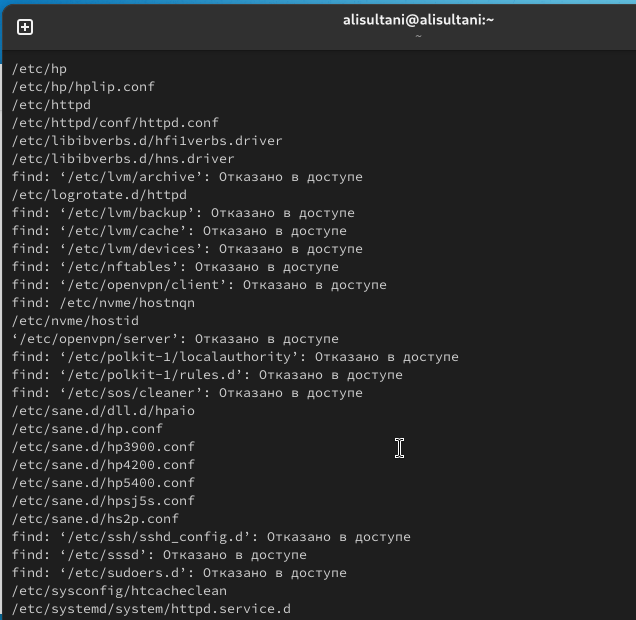 alisultani@alisultani:~
~
/etc/hp
/etc/hp/hplip.conf
/etc/httpd
/etc/httpd/conf/httpd.conf
/etc/libibverbs.d/hfi1verbs.driver
/etc/libibverbs.d/hns.driver
find: ‘/etc/lvm/archive’: Отказано в доступе
/etc/logrotate.d/httpd
find: ‘/etc/lvm/backup’: Отказано в доступе
find: ‘/etc/lvm/cache’: Отказано в доступе
find: ‘/etc/lvm/devices’: Отказано в доступе
find: ‘/etc/nftables’: Отказано в доступе
find: ‘/etc/openvpn/client’: Отказано в доступе
find: /etc/nvme/hostnqn
/etc/nvme/hostid
‘/etc/openvpn/server’: Отказано в доступе
find: ‘/etc/polkit-1/localauthority’: Отказано в доступе
find: ‘/etc/polkit-1/rules.d’: Отказано в доступе
find: ‘/etc/sos/cleaner’: Отказано в доступе
/etc/sane.d/dll.d/hpaio
/etc/sane.d/hp.conf
/etc/sane.d/hp3900.conf
/etc/sane.d/hp4200.conf
/etc/sane.d/hp5400.conf
/etc/sane.d/hpsj5s.conf
/etc/sane.d/hs2p.conf
find: ‘/etc/ssh/sshd_config.d’: Отказано в доступе
find: ‘/etc/sssd’: Отказано в доступе
find: ‘/etc/sudoers.d’: Отказано в доступе
/etc/sysconfig/htcacheclean
/etc/systemd/system/httpd.service.d